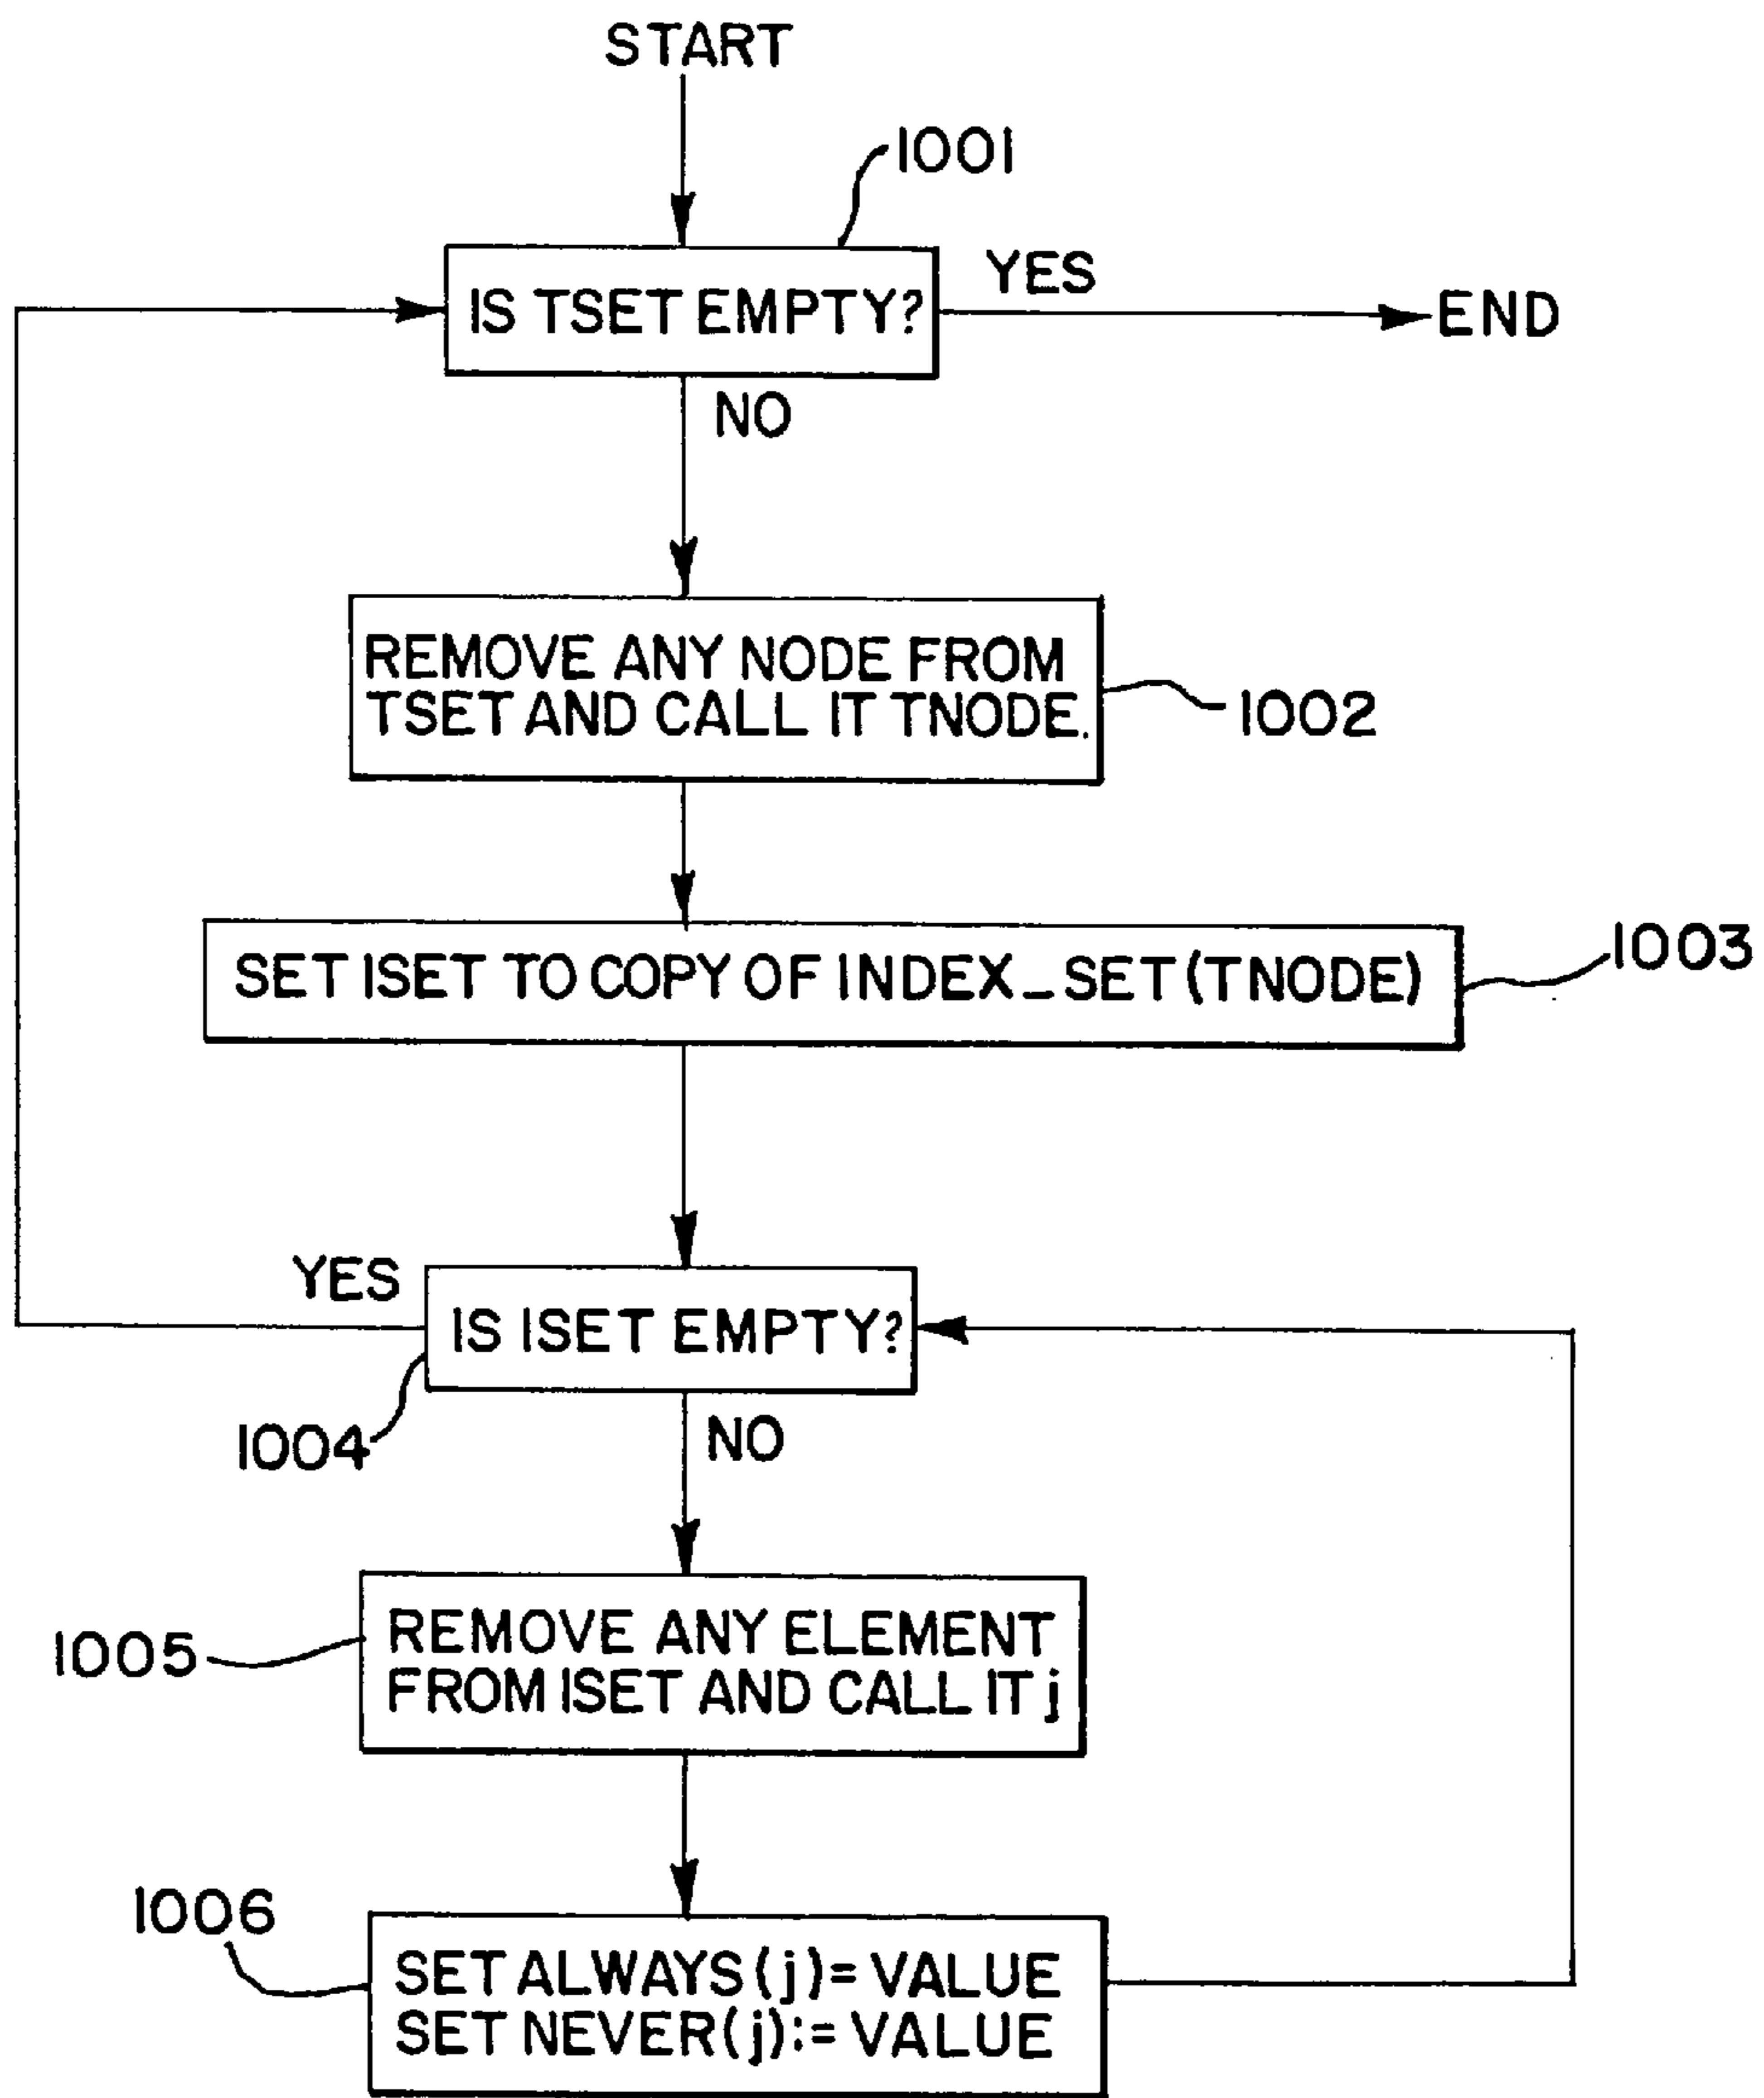 START
1001
IS TSET EMPTY?
YES
END
NO
REMOVE ANY NODE FROM
TSET AND CALL IT TNODE.
1002
SET ISET TO COPY OF INDEX_SET(TNODE)
1003
YES
IS ISET EMPTY?
1004
NO
1005
REMOVE ANY ELEMENT
FROM ISET AND CALL IT j
1006
SET ALWAYS(j)= VALUE
SET NEVER(j):= VALUE